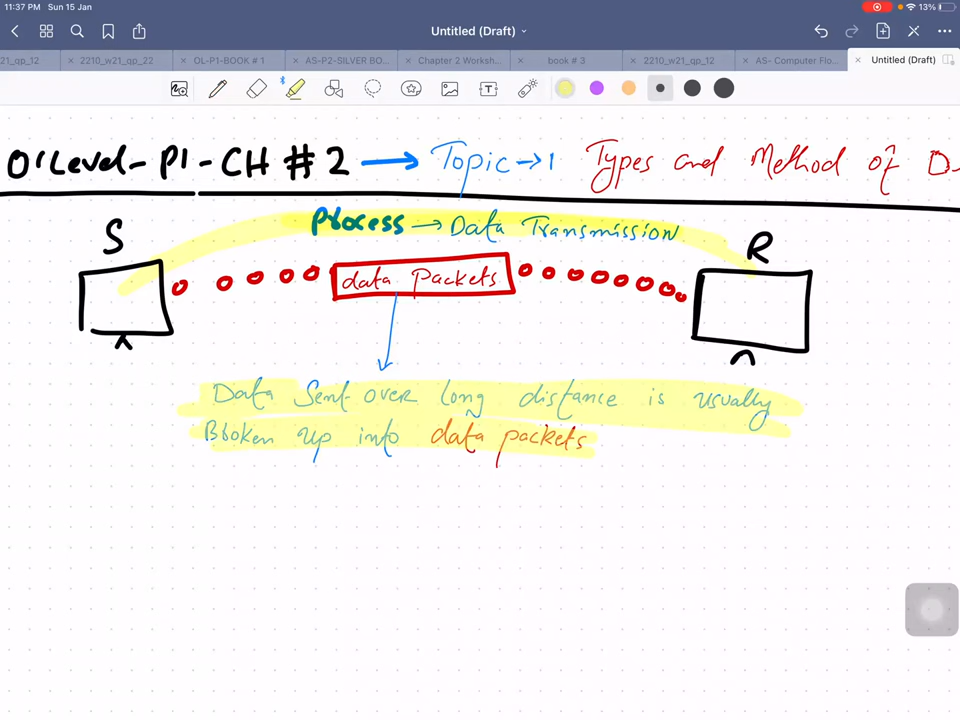 11:37 PM Sun 15 Jan 13%
Untitled (Draft)
21_qp_12 2210_w21_qp_22 OL-P1-BOOK # 1 AS-P2-SILVER BO... Chapter 2 Worksh... book # 3 2210_w21_qp_12 AS- Computer Flo... Untitled (Draft)
O'Level-P1-CH # 2 → Topic → 1 Types and Method of D
Process → Data Transmission
S R
data Packets
Data Sent over long distance is usually
Broken up into data packets